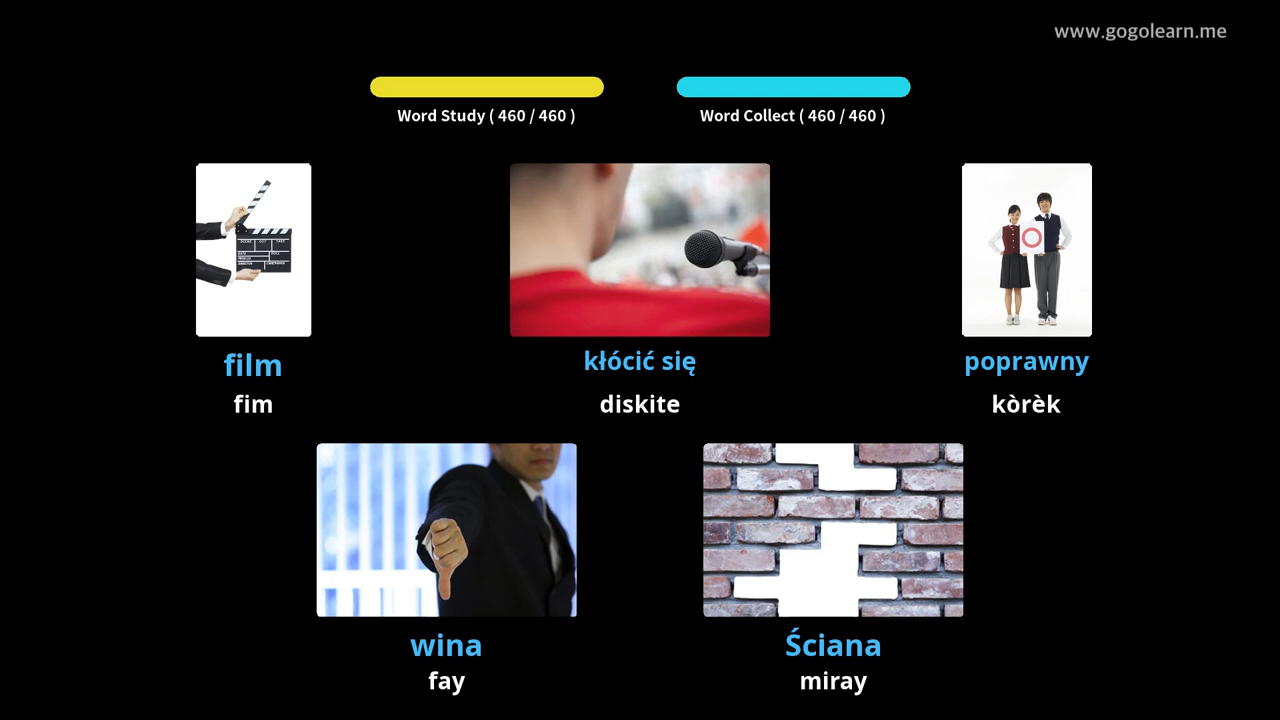 www.gogolearn.me
Word Study ( 460 / 460 )
Word Collect ( 460 / 460 )
film
fim
kłócić się
diskite
poprawny
kòrèk
wina
fay
Ściana
miray